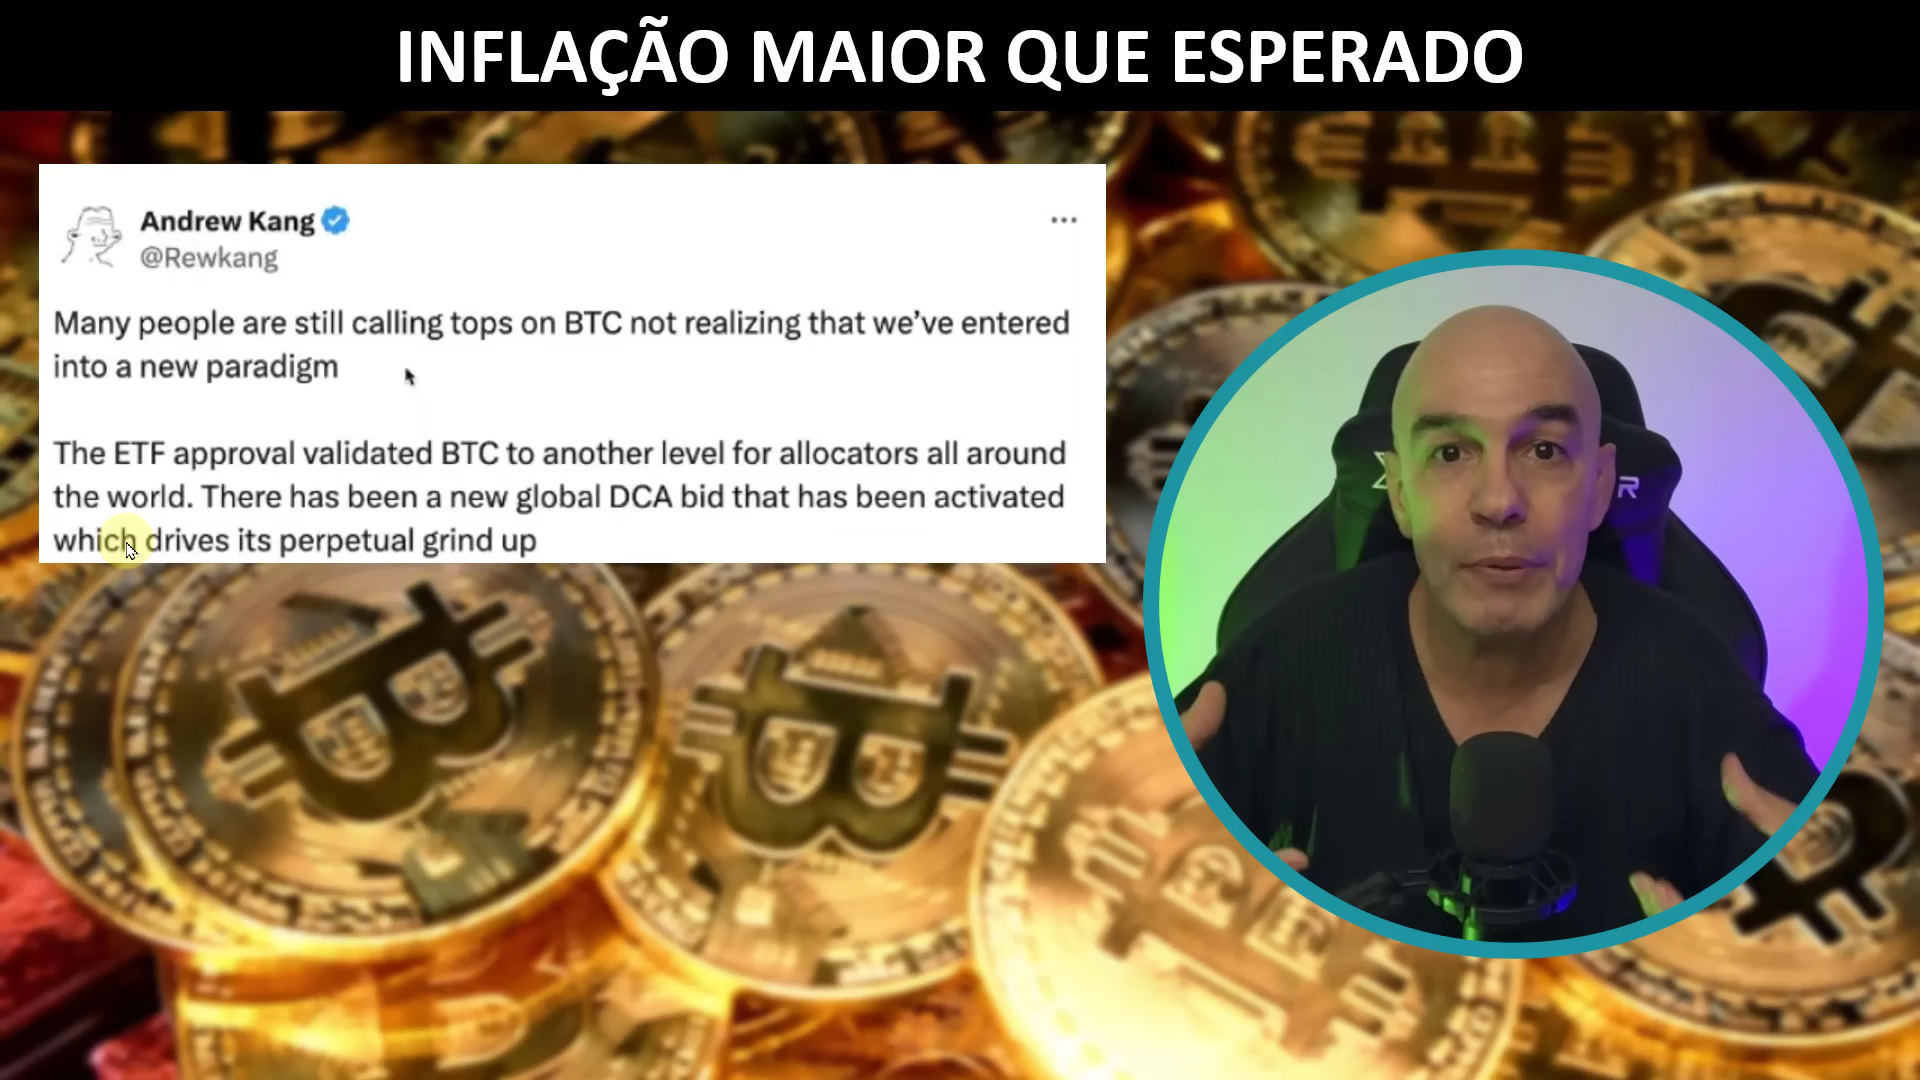 INFLAÇÃO MAIOR QUE ESPERADO
Andrew Kang
@Rewkang
Many people are still calling tops on BTC not realizing that we've entered
into a new paradigm
The ETF approval validated BTC to another level for allocators all around
the world. There has been a new global DCA bid that has been activated
which drives its perpetual grind up
R